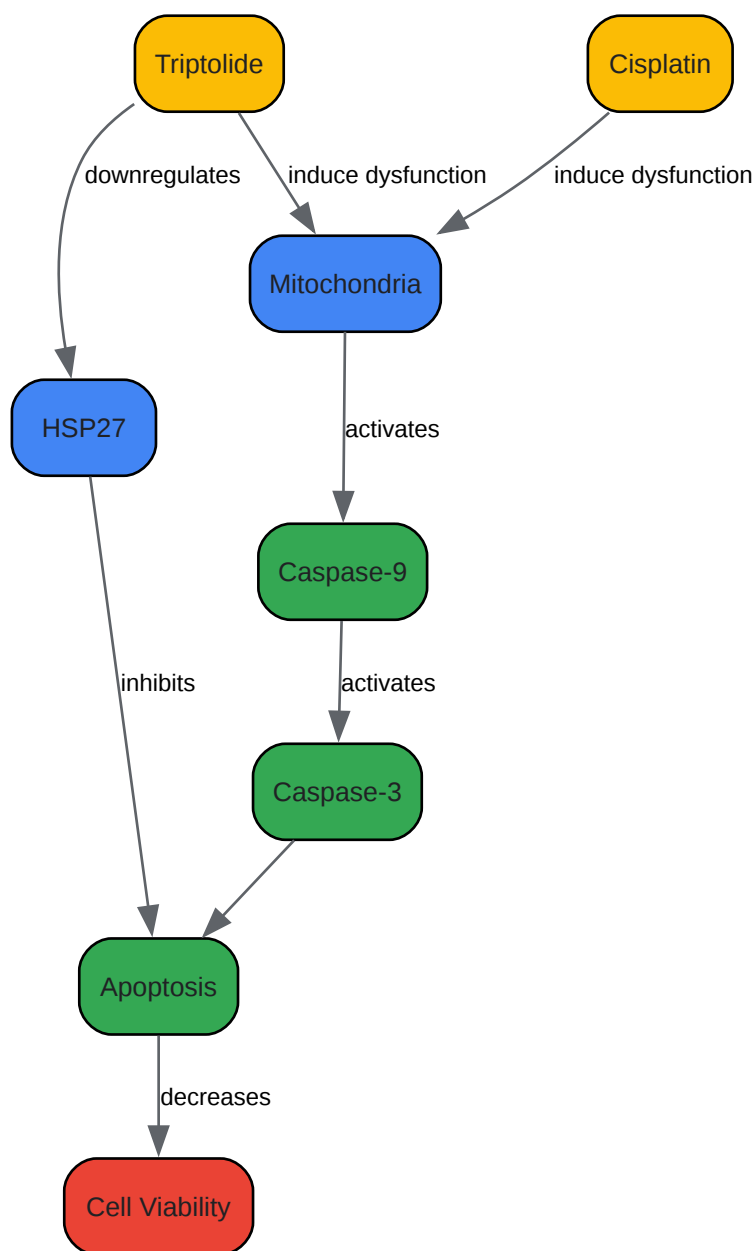 Triptolide
Cisplatin
downregulates
induce dysfunction
induce dysfunction
Mitochondria
HSP27
activates
Caspase-9
inhibits
activates
Caspase-3
Apoptosis
decreases
Cell Viability